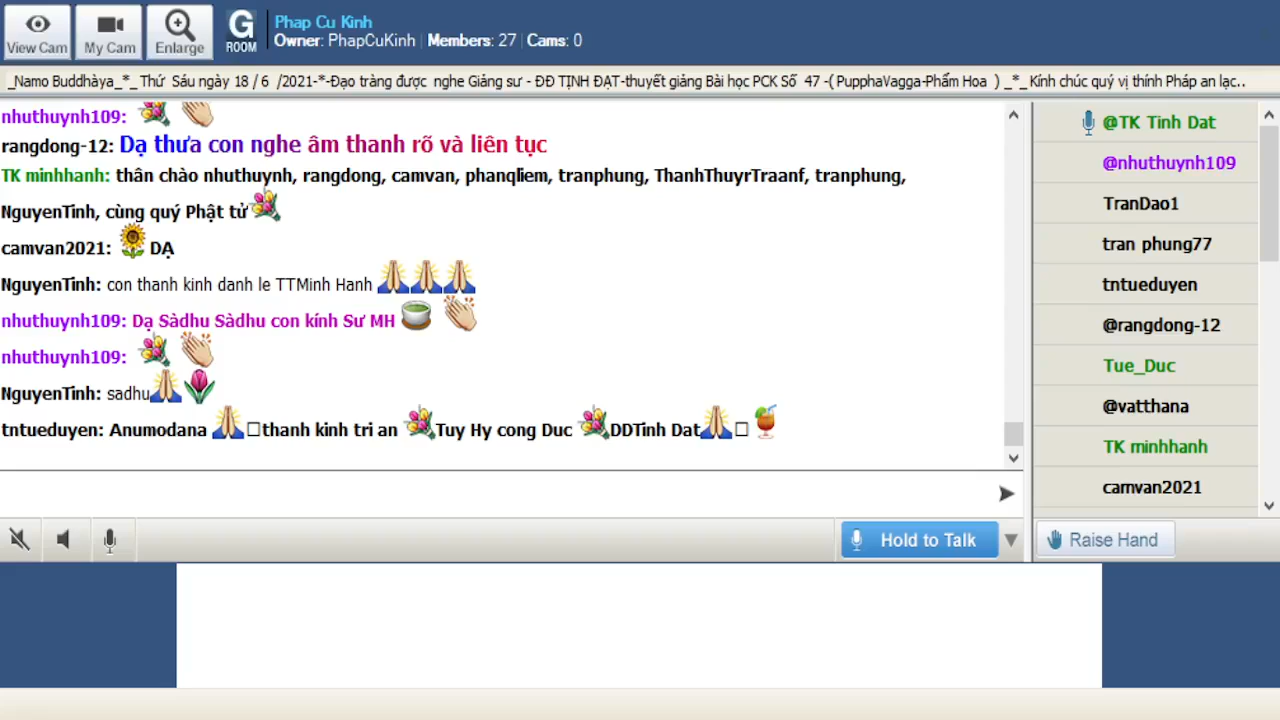 View Cam
My Cam
Enlarge
G
ROOM
Phap Cu Kinh
Owner: PhapCuKinh | Members: 27 | Cams: 0
_Namo Buddhàya_*_ Thứ Sáu ngày 18 / 6 /2021-*-Đạo tràng được nghe Giảng sư - ĐĐ TỊNH ĐẠT-thuyết giảng Bài học PCK Số 47 -( PupphaVagga-Phẩm Hoa ) _*_ Kính chúc quý vị thính Pháp an lạc..
nhuthuynh109:
rangdong-12: Dạ thưa con nghe âm thanh rõ và liên tục
TK minhhanh: thân chào nhuthuynh, rangdong, camvan, phanqliem, tranphung, ThanhThuyrTraanf, tranphung,
NguyenTinh, cùng quý Phật tử
camvan2021: DẠ
NguyenTinh: con thanh kinh danh le TTMinh Hanh
nhuthuynh109: Dạ Sàdhu Sàdhu con kính Sư MH
nhuthuynh109:
NguyenTinh: sadhu
tntueduyen: Anumodana thanh kinh tri an Tuy Hy cong Duc DDTinh Dat
@TK Tinh Dat
@nhuthuynh109
TranDao1
tran phung77
tntueduyen
@rangdong-12
Tue_Duc
@vatthana
TK minhhanh
camvan2021
Hold to Talk
Raise Hand